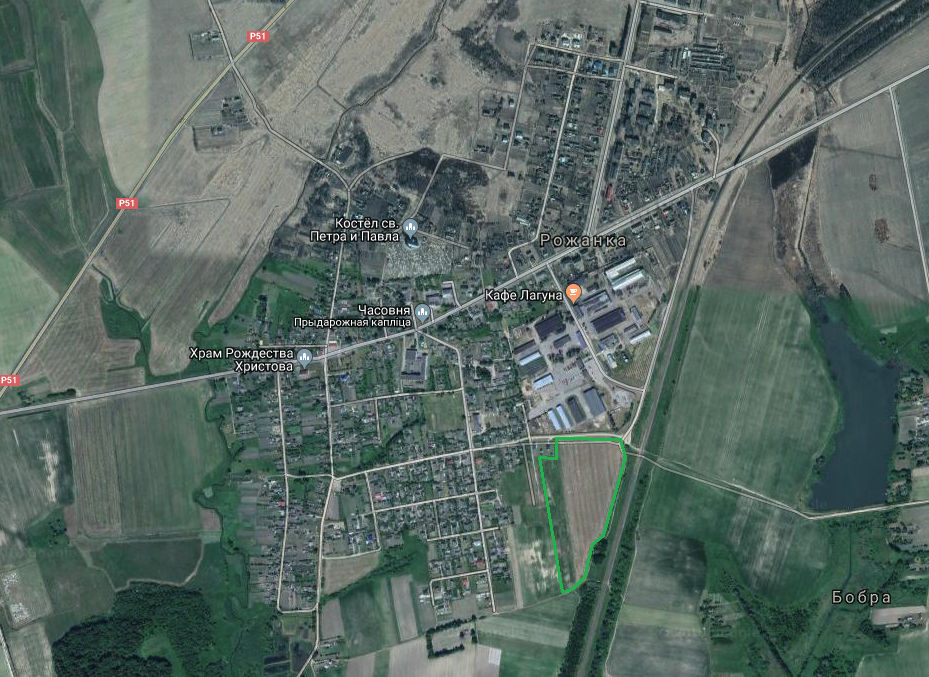 P51
P51
Костёл св.
Петра и Павла
Рожанка
Кафе Лагуна
Часовня
Прыдарожная капліца
Храм Рождества
Христова
P51
Бобра